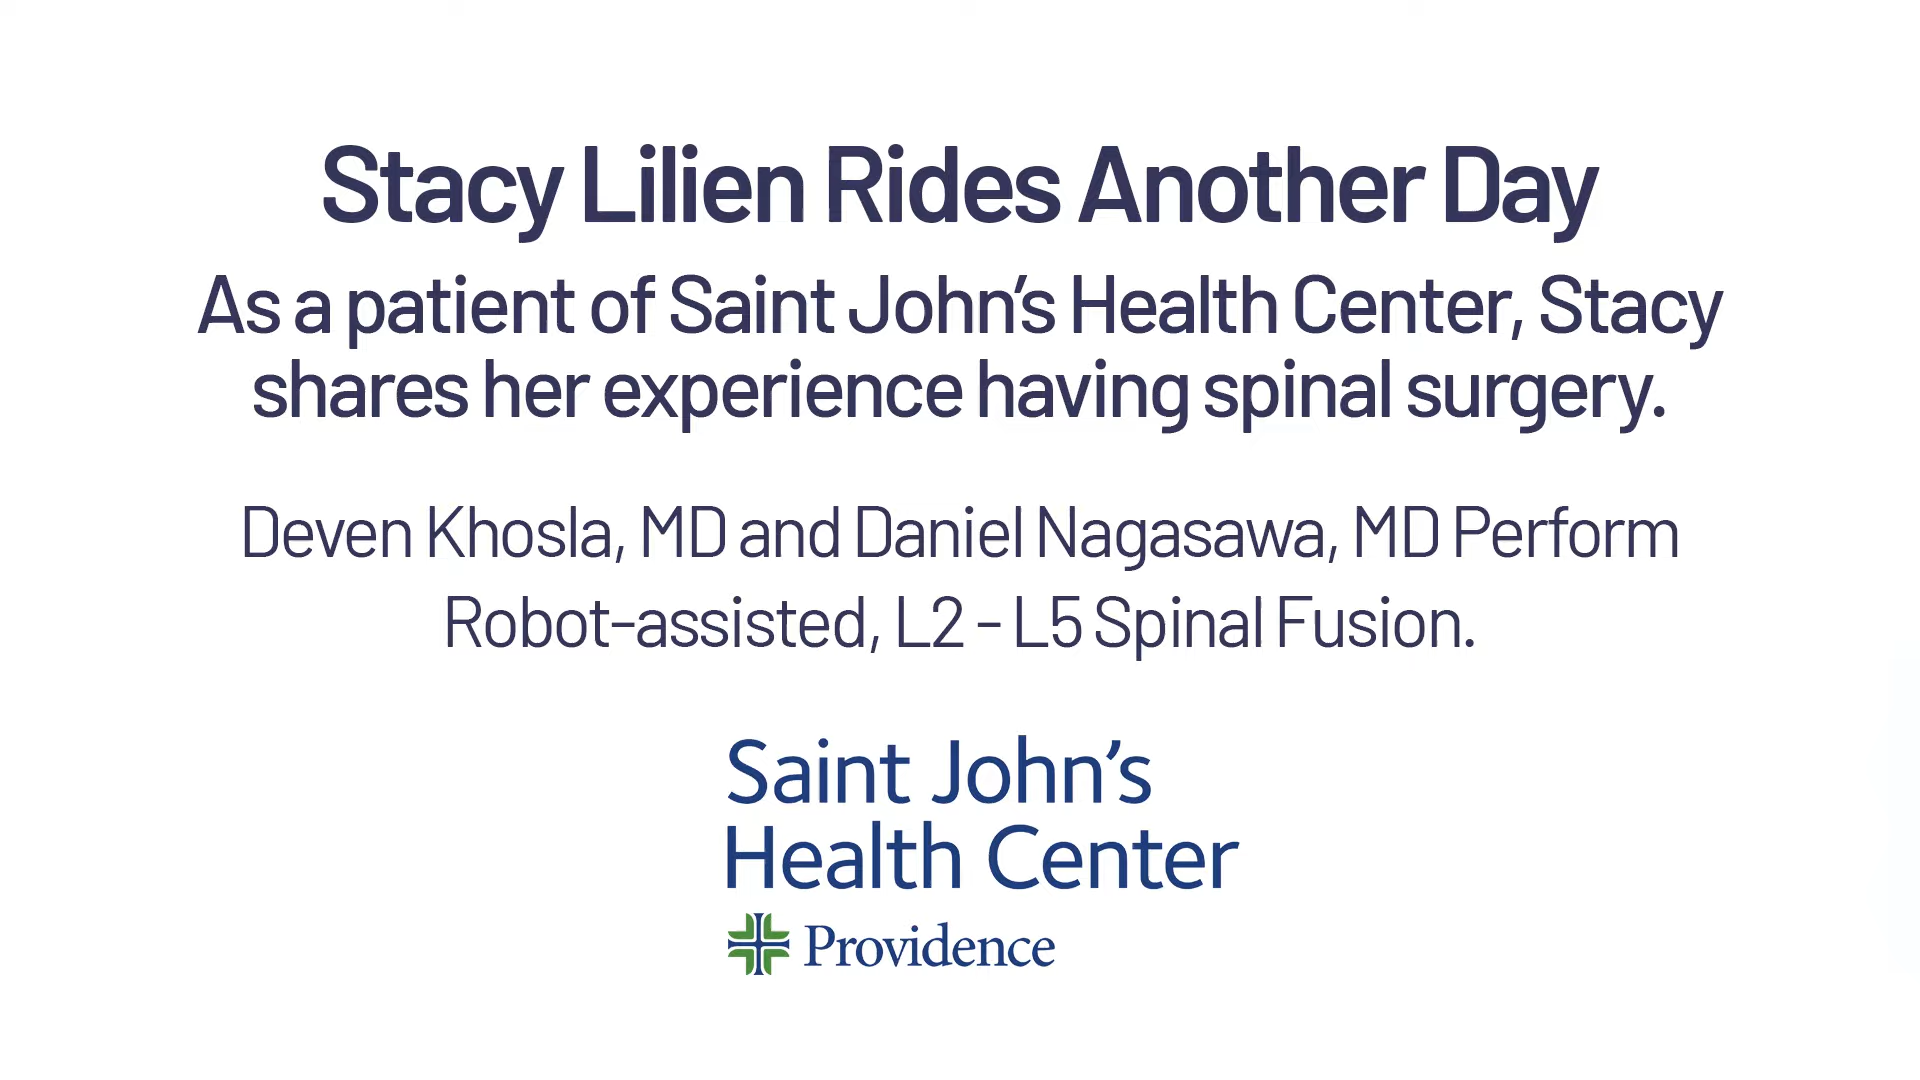 Stacy Lilien Rides Another Day
As a patient of Saint John’s Health Center, Stacy
shares her experience having spinal surgery.
Deven Khosla, MD and Daniel Nagasawa, MD Perform
Robot-assisted, L2 - L5 Spinal Fusion.
Saint John’s
Health Center
Providence